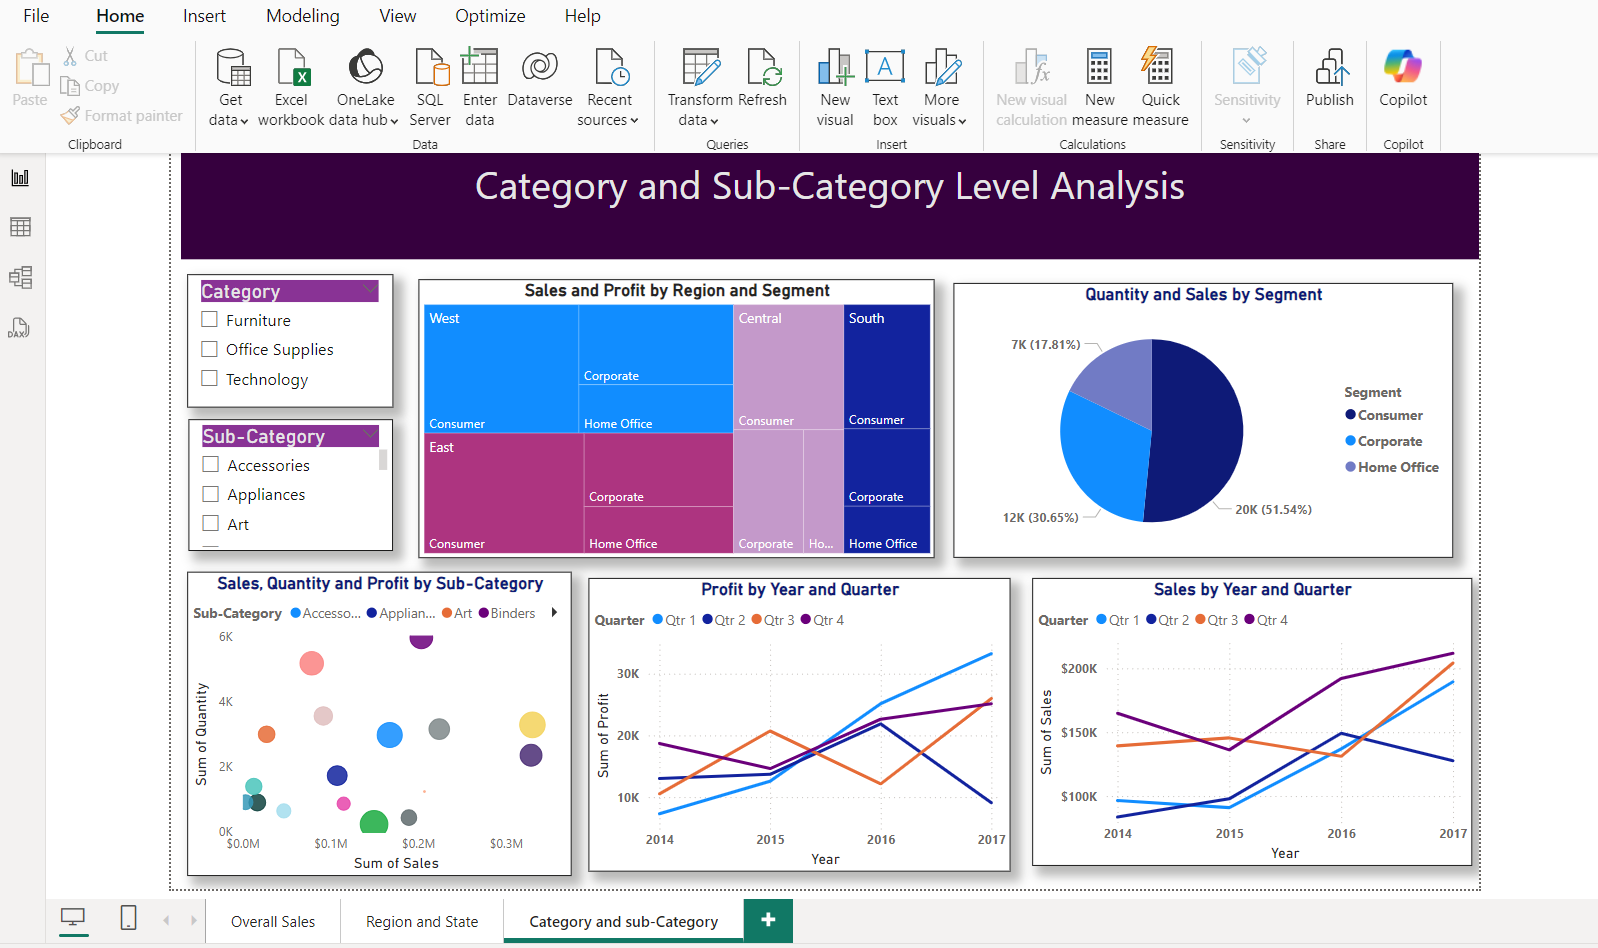 File Home Insert Modeling View Optimize Help
Paste
Cut
Copy
Format painter
Clipboard
Get data
Excel workbook
OneLake data hub
SQL Server
Enter data
Dataverse
Recent sources
Data
Transform data
Refresh
Queries
New visual
Text box
More visuals
Insert
New visual calculation
New measure
Quick measure
Calculations
Sensitivity
Sensitivity
Publish
Share
Copilot
Copilot
DAX
Category and Sub-Category Level Analysis
Category
Furniture
Office Supplies
Technology
Sub-Category
Accessories
Appliances
Art
Sales and Profit by Region and Segment
West
Consumer
Corporate
Home Office
East
Consumer
Corporate
Home Office
Central
Consumer
Corporate
Ho...
South
Consumer
Corporate
Home Office
Quantity and Sales by Segment
7K (17.81%)
12K (30.65%)
20K (51.54%)
Segment
Consumer
Corporate
Home Office
Sales, Quantity and Profit by Sub-Category
Sub-Category Accesso... Applian... Art Binders
Sum of Quantity
6K
4K
2K
0K
$0.0M $0.1M $0.2M $0.3M
Sum of Sales
Profit by Year and Quarter
Quarter Qtr 1 Qtr 2 Qtr 3 Qtr 4
Sum of Profit
30K
20K
10K
2014 2015 2016 2017
Year
Sales by Year and Quarter
Quarter Qtr 1 Qtr 2 Qtr 3 Qtr 4
Sum of Sales
$200K
$150K
$100K
2014 2015 2016 2017
Year
Overall Sales
Region and State
Category and sub-Category
+